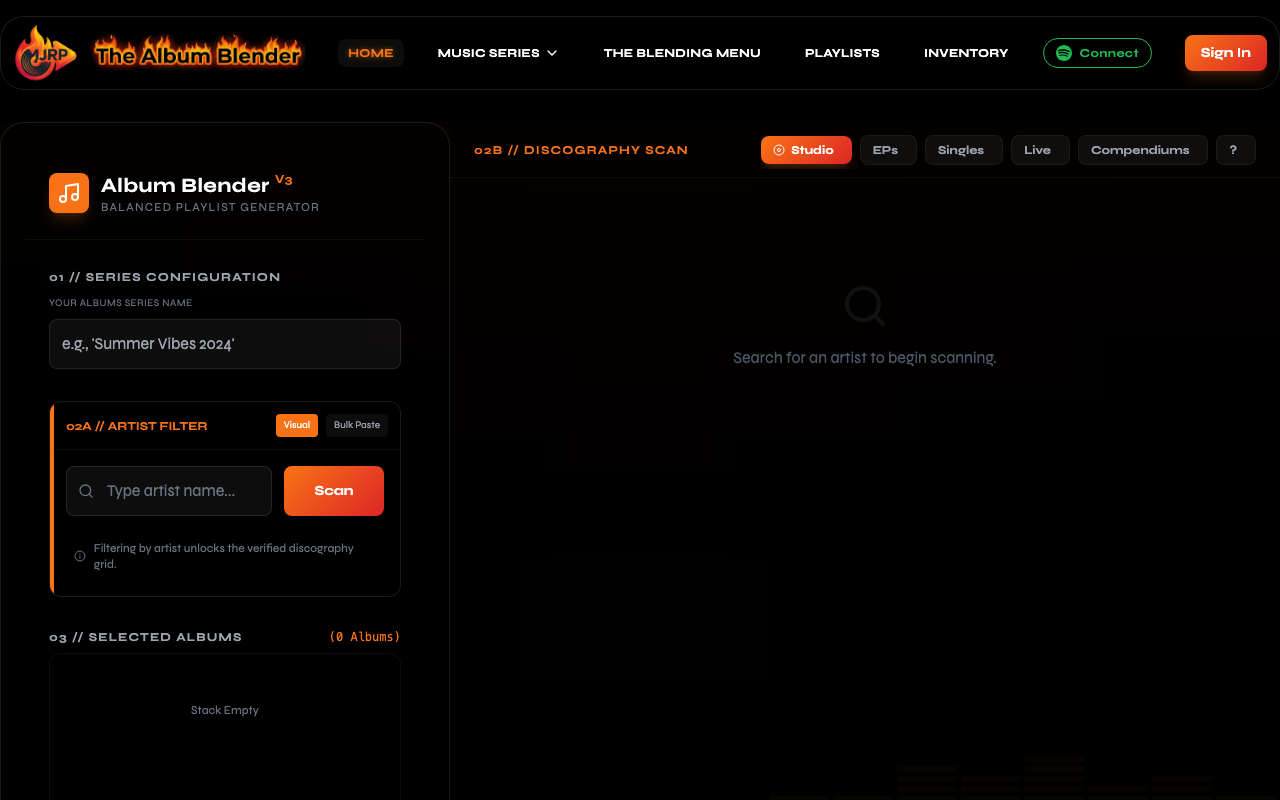 JRP
The Album Blender
HOME
MUSIC SERIES
THE BLENDING MENU
PLAYLISTS
INVENTORY
Connect
Sign In
Album Blender V3
BALANCED PLAYLIST GENERATOR
01 // SERIES CONFIGURATION
YOUR ALBUMS SERIES NAME
e.g., 'Summer Vibes 2024'
02A // ARTIST FILTER
Visual
Bulk Paste
Type artist name...
Scan
Filtering by artist unlocks the verified discography
grid.
03 // SELECTED ALBUMS
(0 Albums)
Stack Empty
02B // DISCOGRAPHY SCAN
Studio
EPs
Singles
Live
Compendiums
?
Search for an artist to begin scanning.